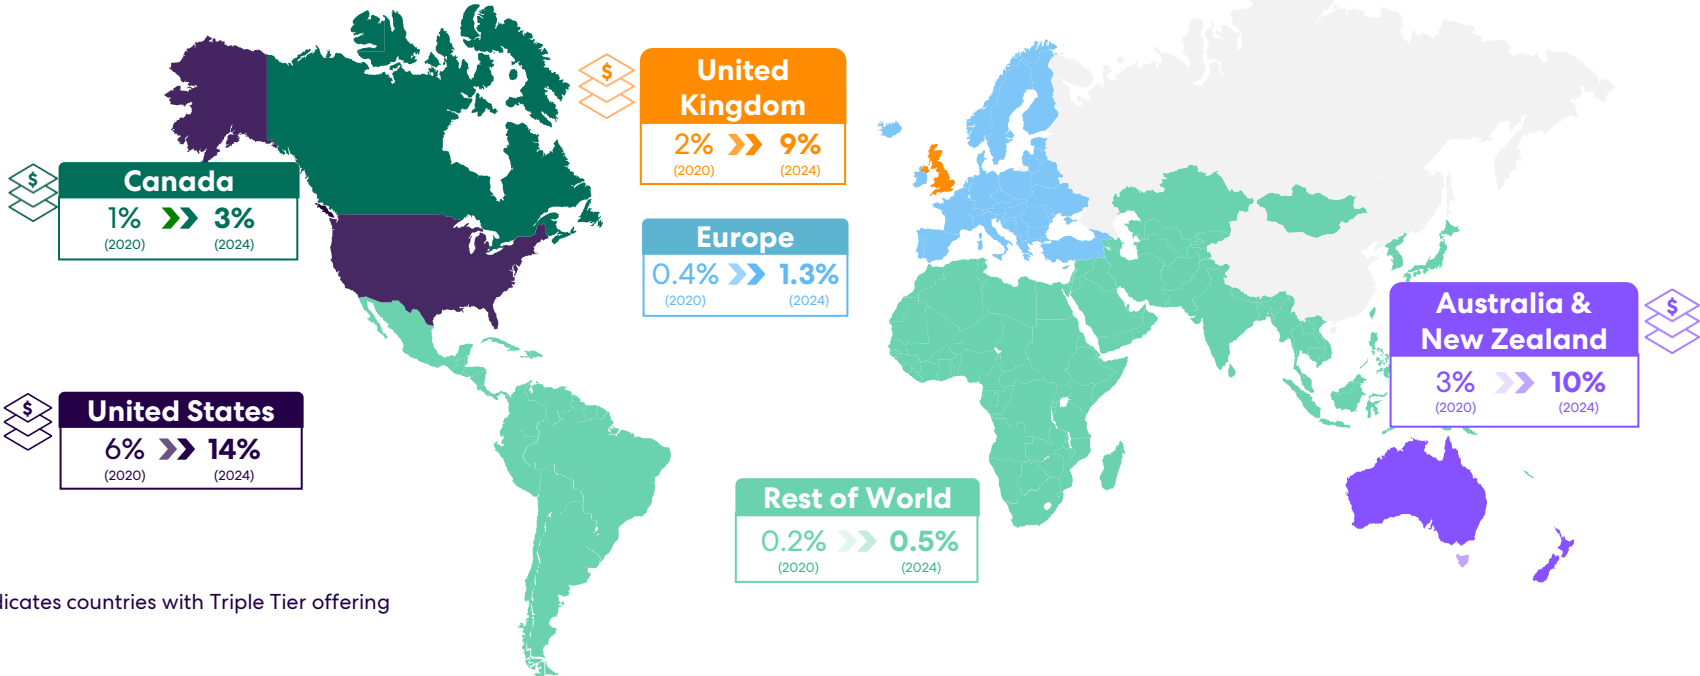 $
United
Kingdom
2% 9%
(2020) (2024)
$
Canada
1% 3%
(2020) (2024)
Europe
0.4% 1.3%
(2020) (2024)
$
Australia &
New Zealand
3% 10%
(2020) (2024)
$
United States
6% 14%
(2020) (2024)
Rest of World
0.2% 0.5%
(2020) (2024)
countries with Triple Tier offering